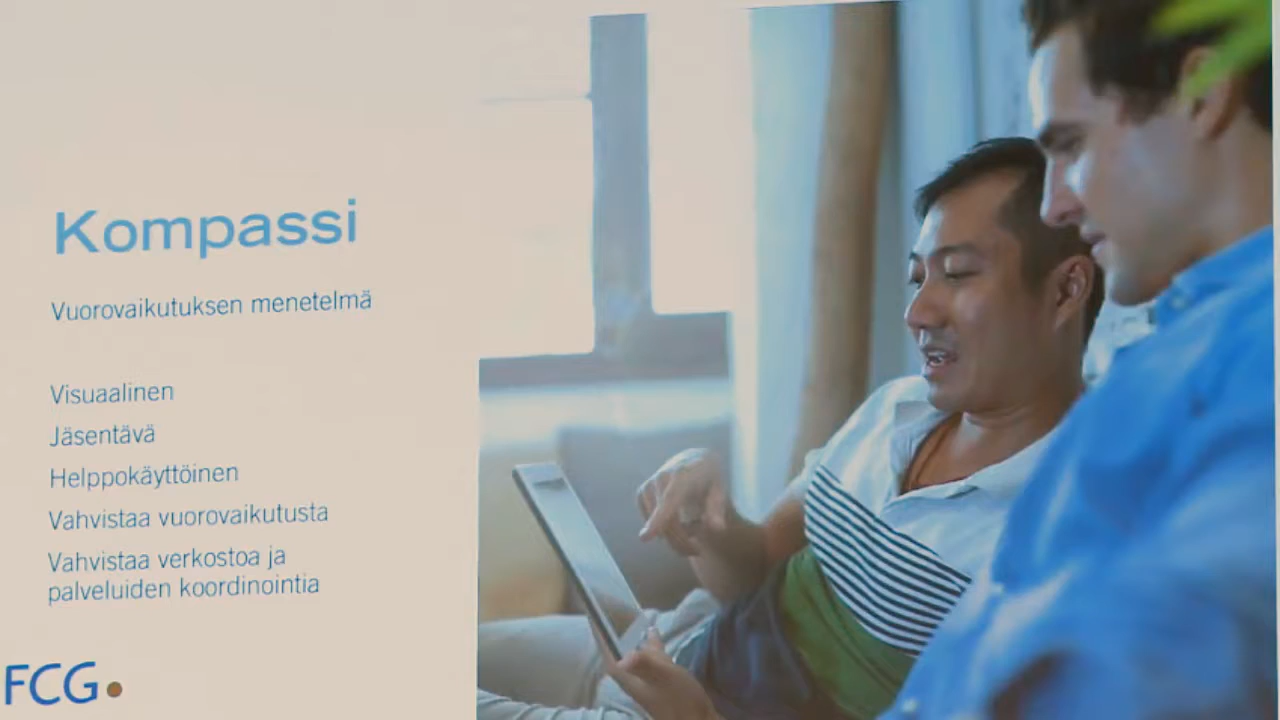 Kompassi
Vuorovaikutuksen menetelmä
Visuaalinen
Jäsentävä
Helppokäyttöinen
Vahvistaa vuorovaikutusta
Vahvistaa verkostoa ja
palveluiden koordinointia
FCG